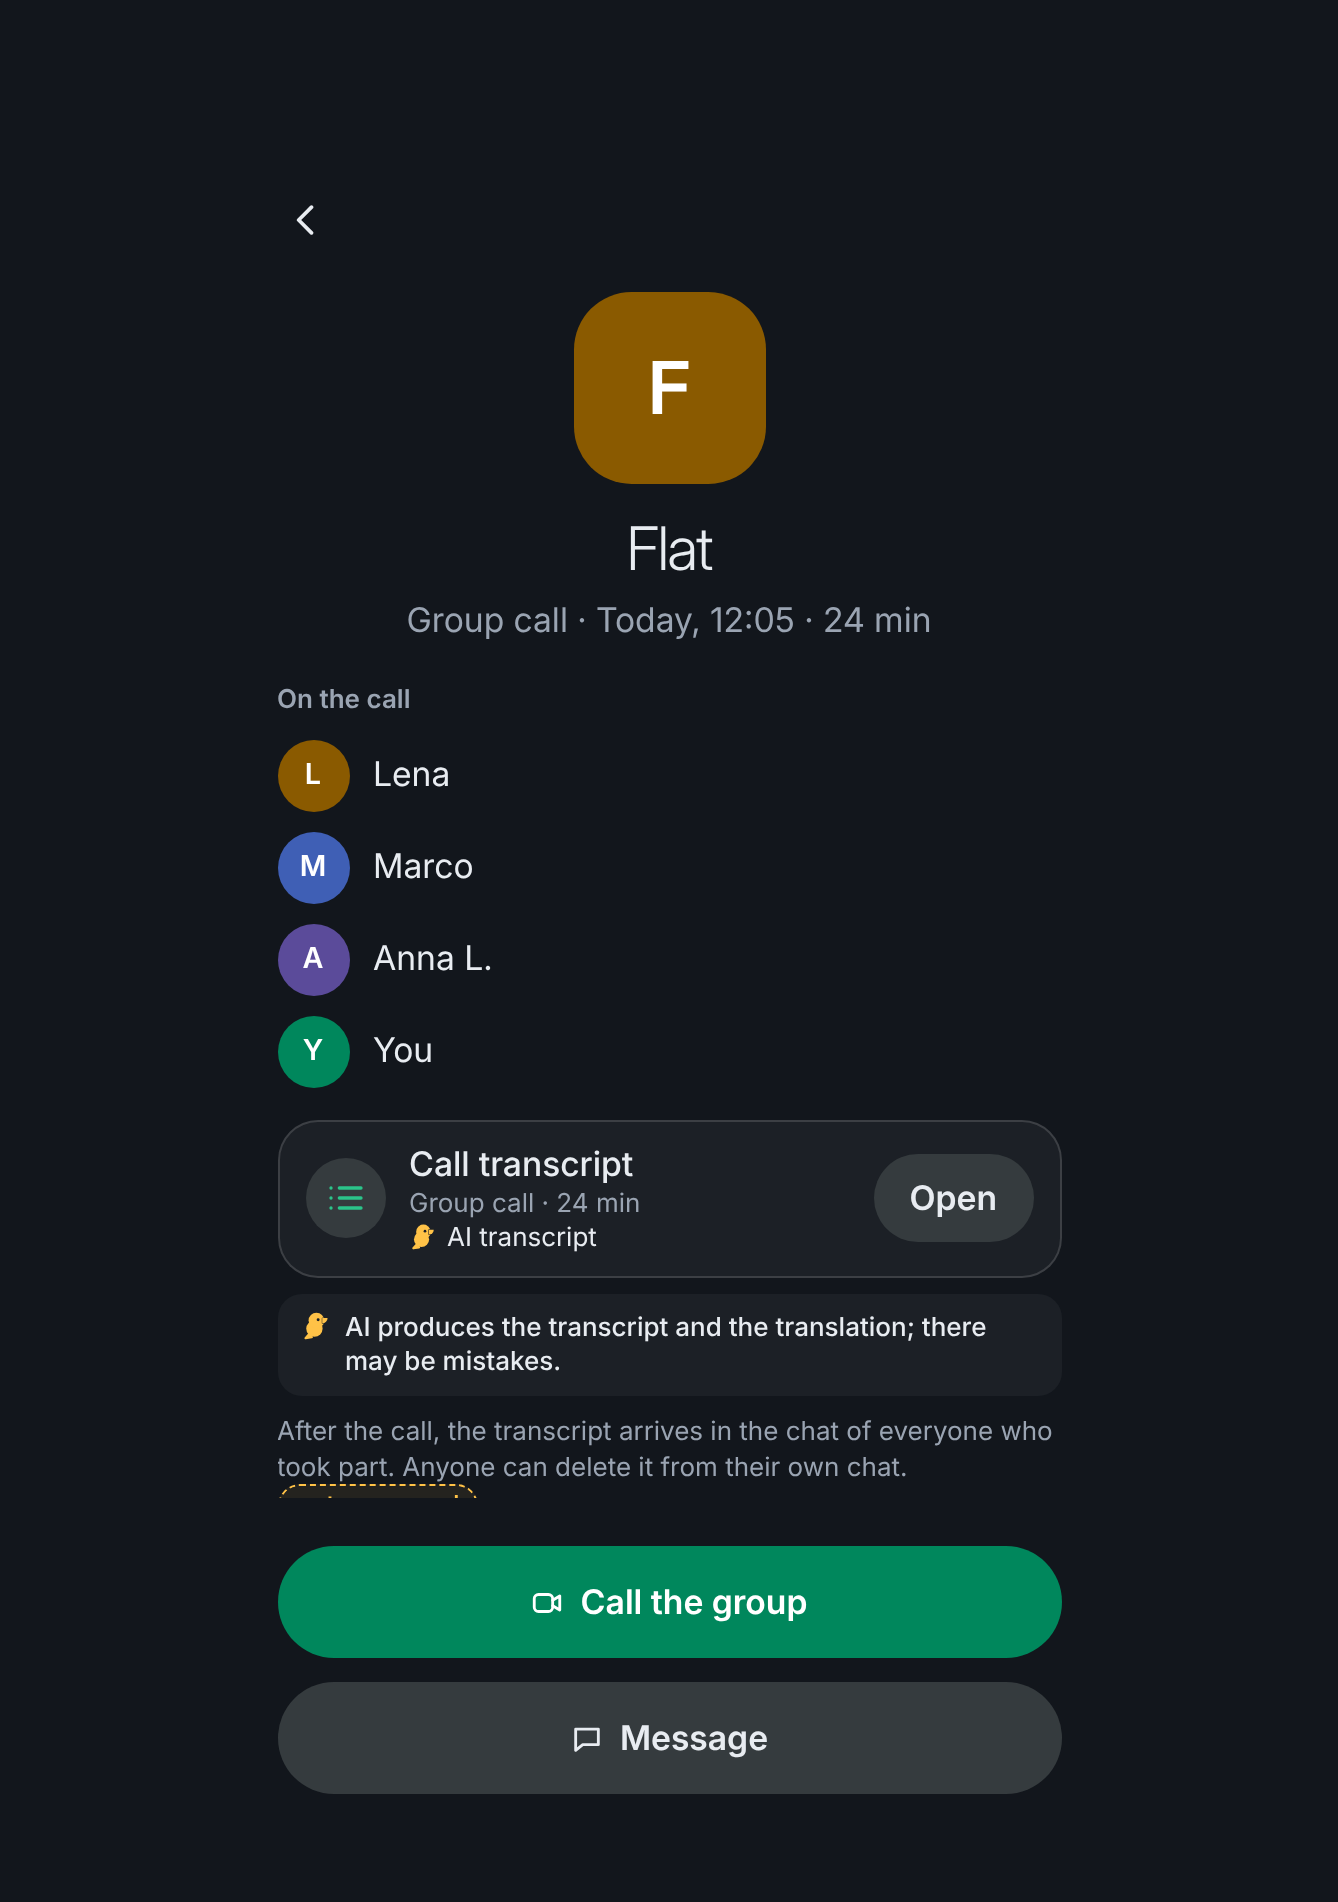 F
Flat
Group call · Today, 12:05 · 24 min
On the call
L Lena
M Marco
A Anna L.
Y You
Call transcript
Group call · 24 min
AI transcript
Open
AI produces the transcript and the translation; there
may be mistakes.
After the call, the transcript arrives in the chat of everyone who
took part. Anyone can delete it from their own chat.
Call the group
Message